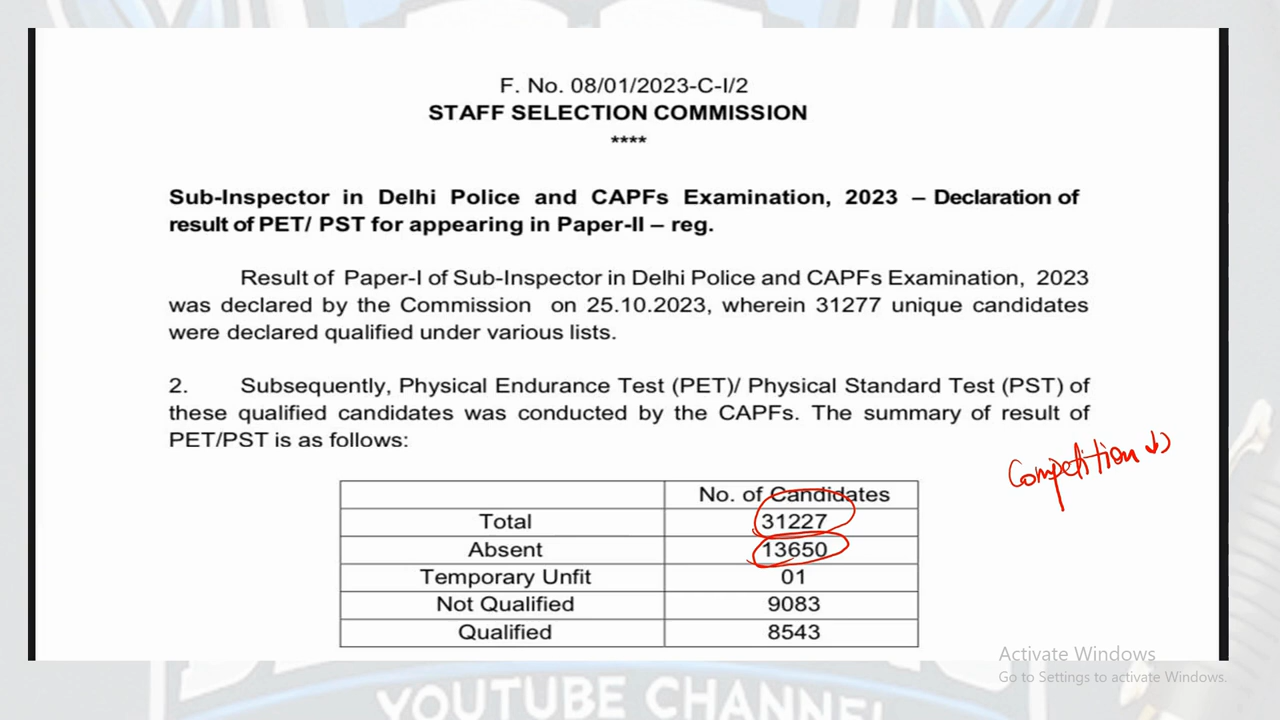 F. No. 08/01/2023-C-I/2
STAFF SELECTION COMMISSION
****
Sub-Inspector in Delhi Police and CAPFs Examination, 2023 – Declaration of
result of PET/ PST for appearing in Paper-II – reg.
Result of Paper-I of Sub-Inspector in Delhi Police and CAPFs Examination, 2023
was declared by the Commission on 25.10.2023, wherein 31277 unique candidates
were declared qualified under various lists.
2. Subsequently, Physical Endurance Test (PET)/ Physical Standard Test (PST) of
these qualified candidates was conducted by the CAPFs. The summary of result of
PET/PST is as follows:
Competition ↓
No. of Candidates
Total 31227
Absent 13650
Temporary Unfit 01
Not Qualified 9083
Qualified 8543
Activate Windows
Go to Settings to activate Windows.
YOUTUBE CHANNEL